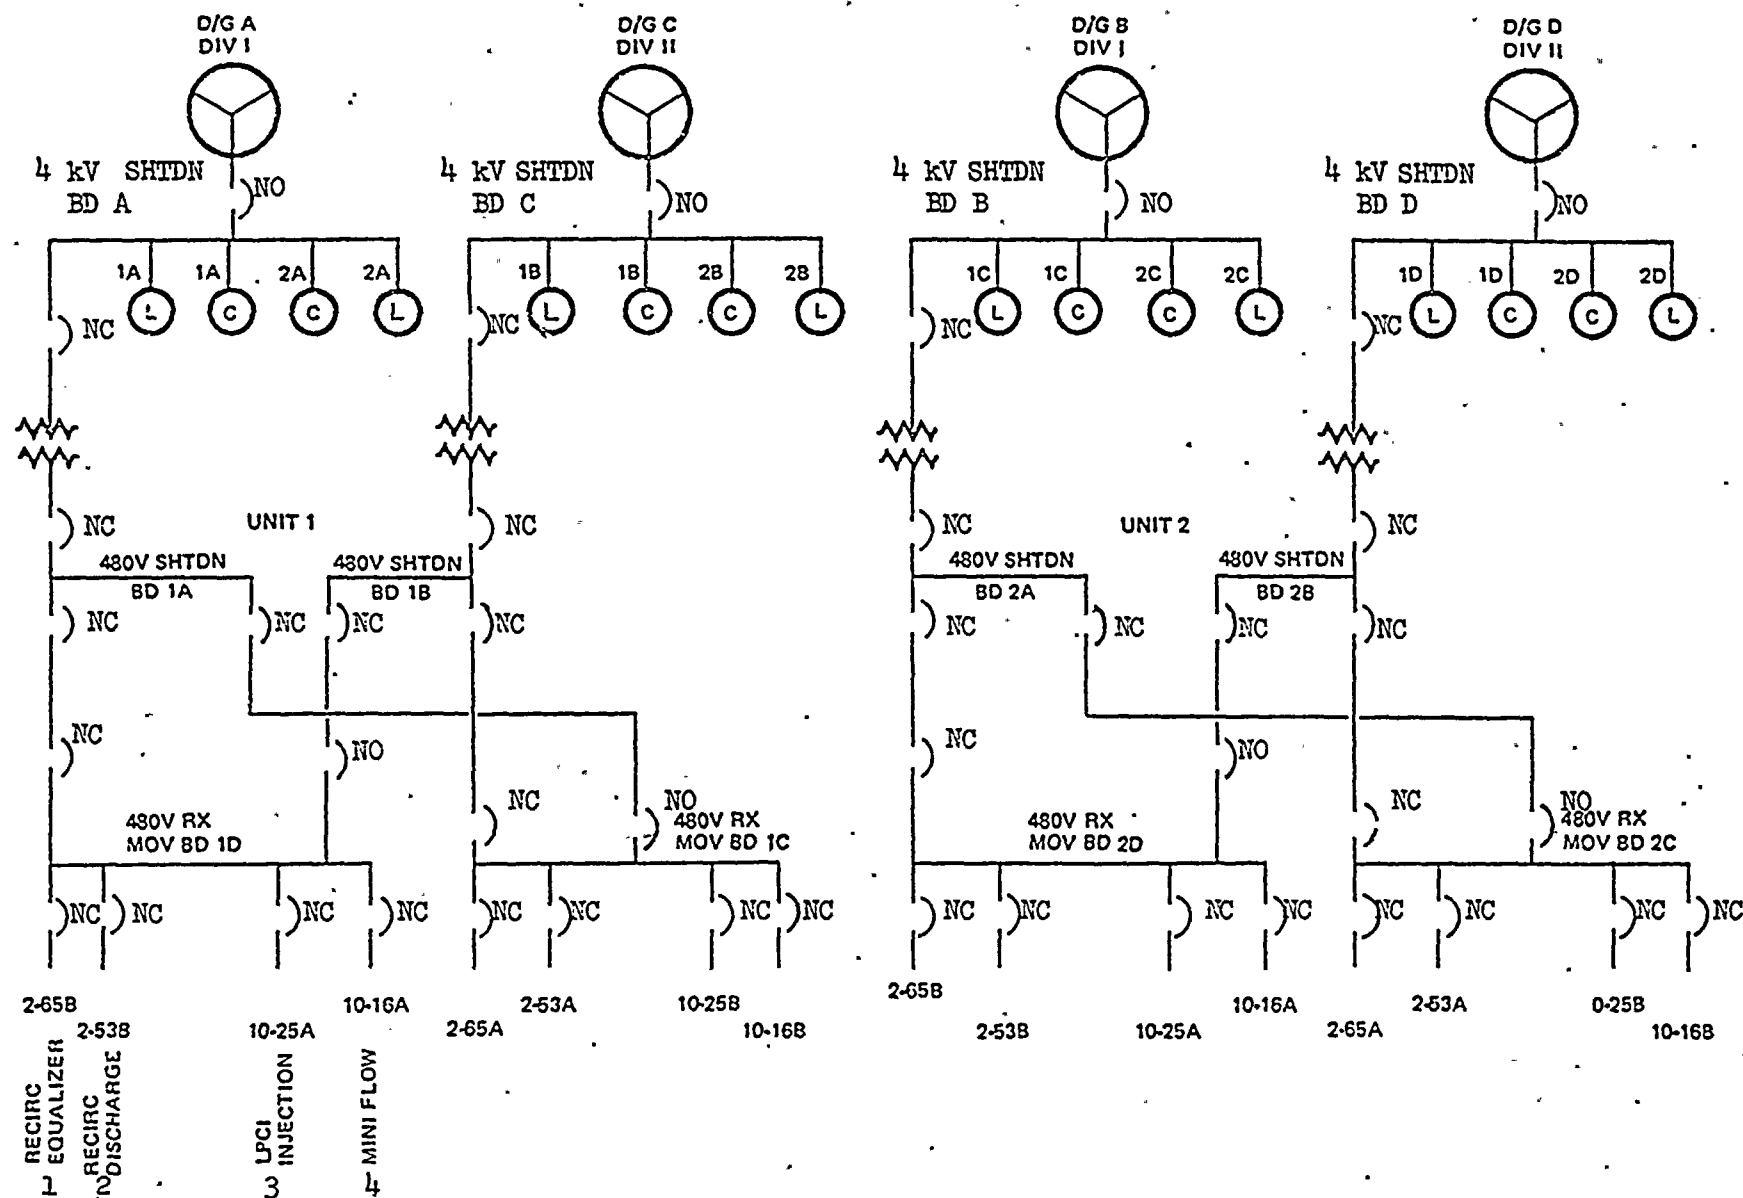 D/G A
DIV I
D/G C
DIV II
D/G B
DIV I
D/G D
DIV II
4 kV SHTDN
BD A
NO
4 kV SHTDN
BD C
NO
4 kV SHTDN
BD B
NO
4 kV SHTDN
BD D
NO
1A 1A 2A 2A
L C C L
1B 1B 2B 2B
L C C L
1C 1C 2C 2C
L C C L
1D 1D 2D 2D
L C C L
NC NC NC NC
NC UNIT 1 NC NC UNIT 2 NC
480V SHTDN
BD 1A
480V SHTDN
BD 1B
480V SHTDN
BD 2A
480V SHTDN
BD 2B
NC NC NC NC NC NC NC NC
NC NO NC NO
NC NO NC NO
480V RX
MOV BD 1D
480V RX
MOV BD 1C
480V RX
MOV BD 2D
480V RX
MOV BD 2C
NC NC NC NC NC NC NC NC NC NC NC NC NC NC NC NC
2-65B
2-53B
10-25A
10-16A
2-65A
2-53A
10-25B
10-16B
2-65B
2-53B
10-25A
10-16A
2-65A
2-53A
0-25B
10-16B
RECIRC
EQUALIZER
1
RECIRC
DISCHARGE
2
LPCI
INJECTION
3
MINI FLOW
4